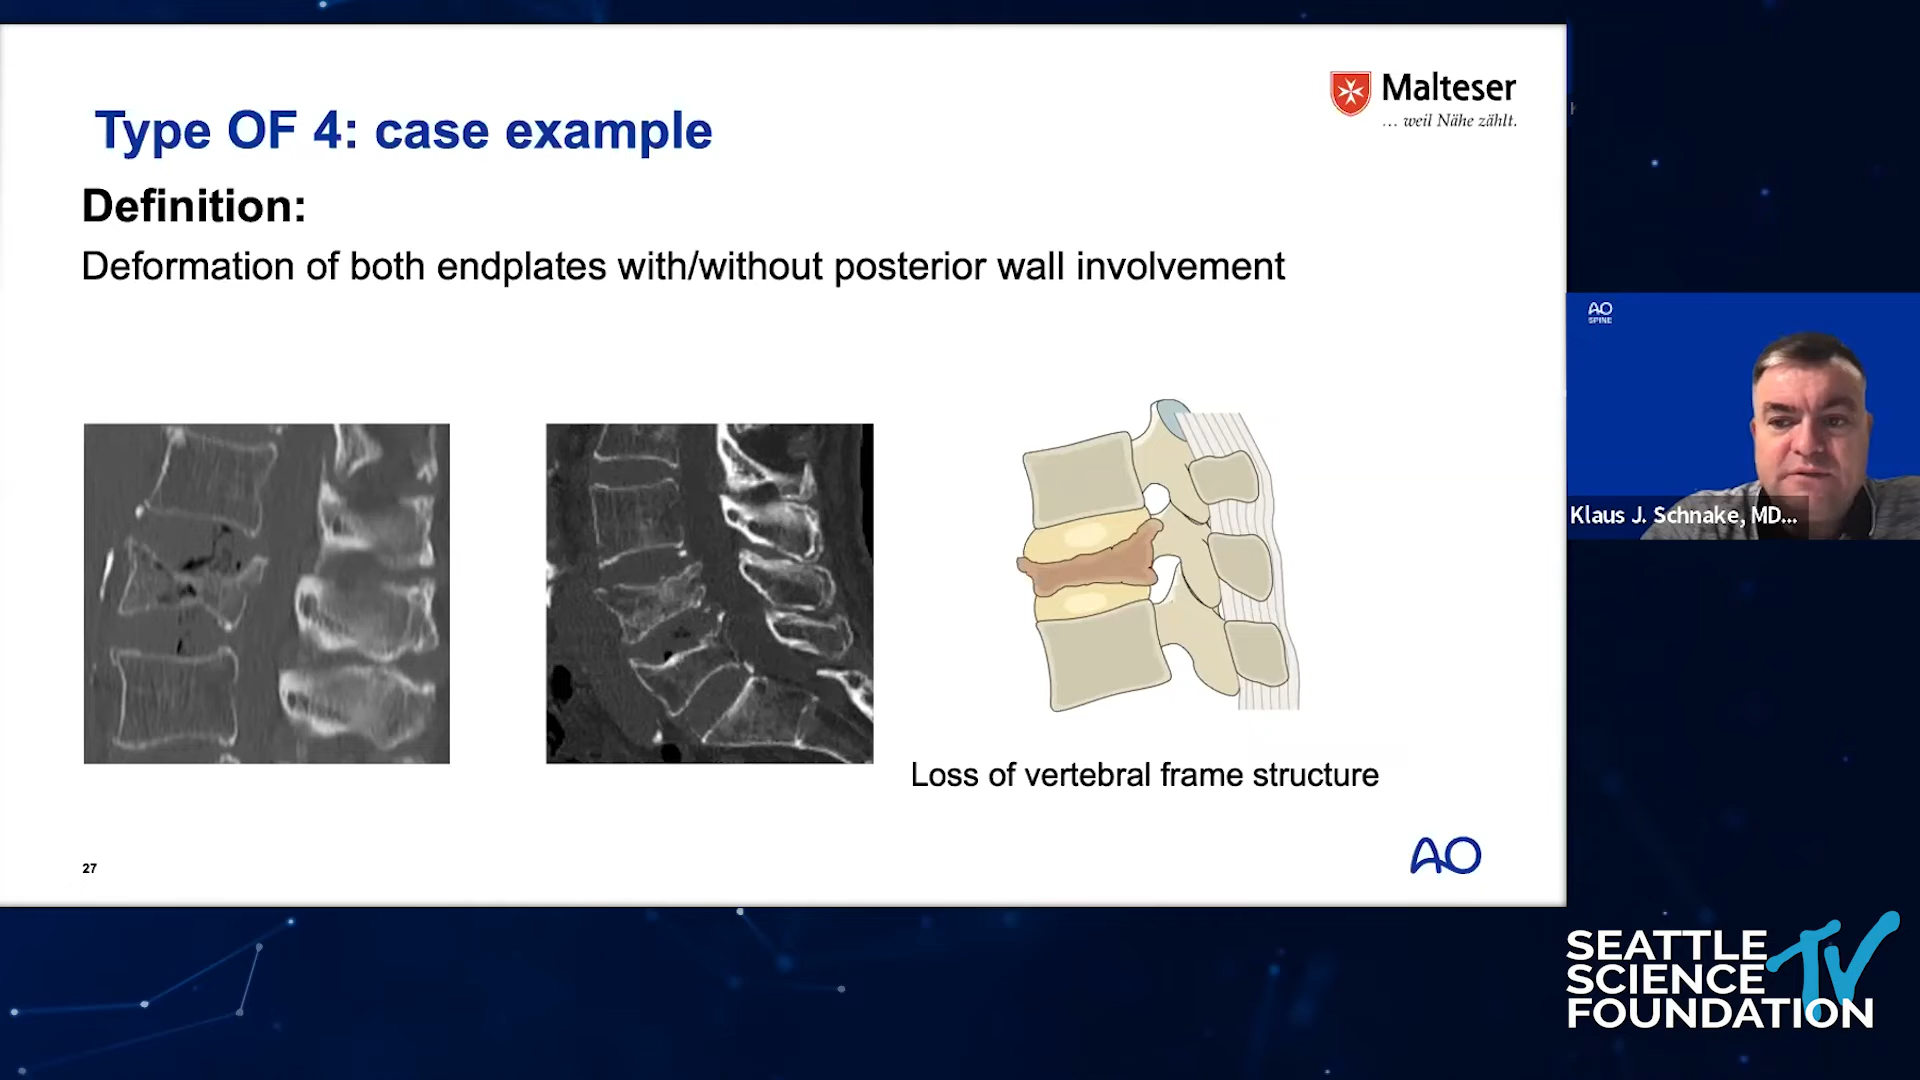 Malteser
... weil Nähe zählt.
Type OF 4: case example
Definition:
Deformation of both endplates with/without posterior wall involvement
Loss of vertebral frame structure
27
AO
AO
SPINE
Klaus J. Schnake, MD...
SEATTLE
SCIENCE
FOUNDATION
TV